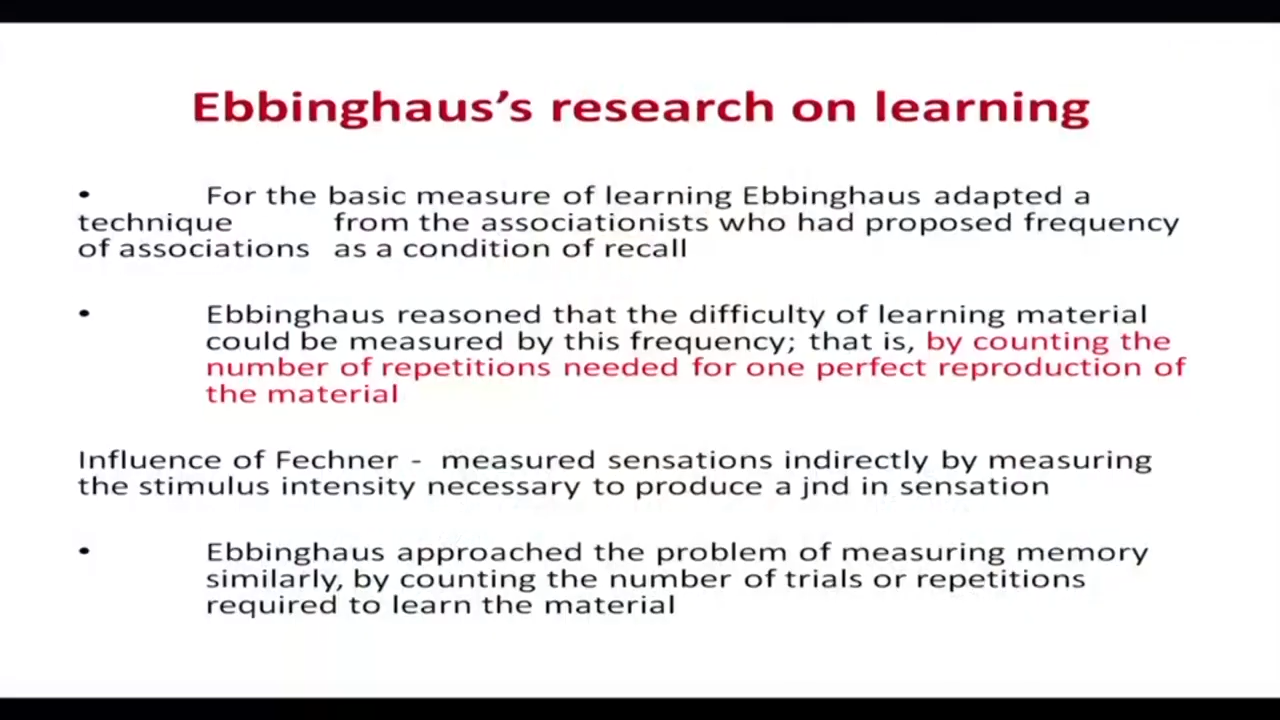 Ebbinghaus’s research on learning
• For the basic measure of learning Ebbinghaus adapted a
technique from the associationists who had proposed frequency
of associations as a condition of recall
• Ebbinghaus reasoned that the difficulty of learning material
could be measured by this frequency; that is, by counting the
number of repetitions needed for one perfect reproduction of
the material
Influence of Fechner - measured sensations indirectly by measuring
the stimulus intensity necessary to produce a jnd in sensation
• Ebbinghaus approached the problem of measuring memory
similarly, by counting the number of trials or repetitions
required to learn the material